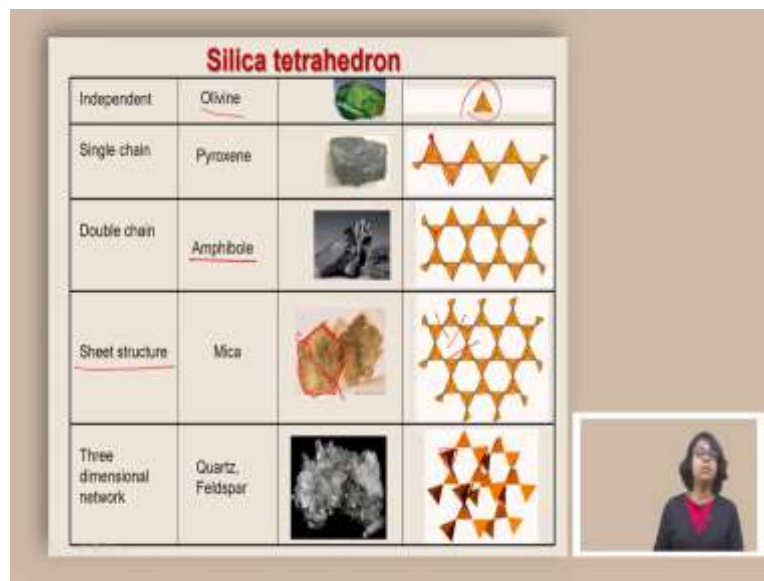 Silica tetrahedron
Independent
Olivine
Single chain
Pyroxene
Double chain
Amphibole
Sheet structure
Mica
Three
dimensional
network
Quartz,
Feldspar